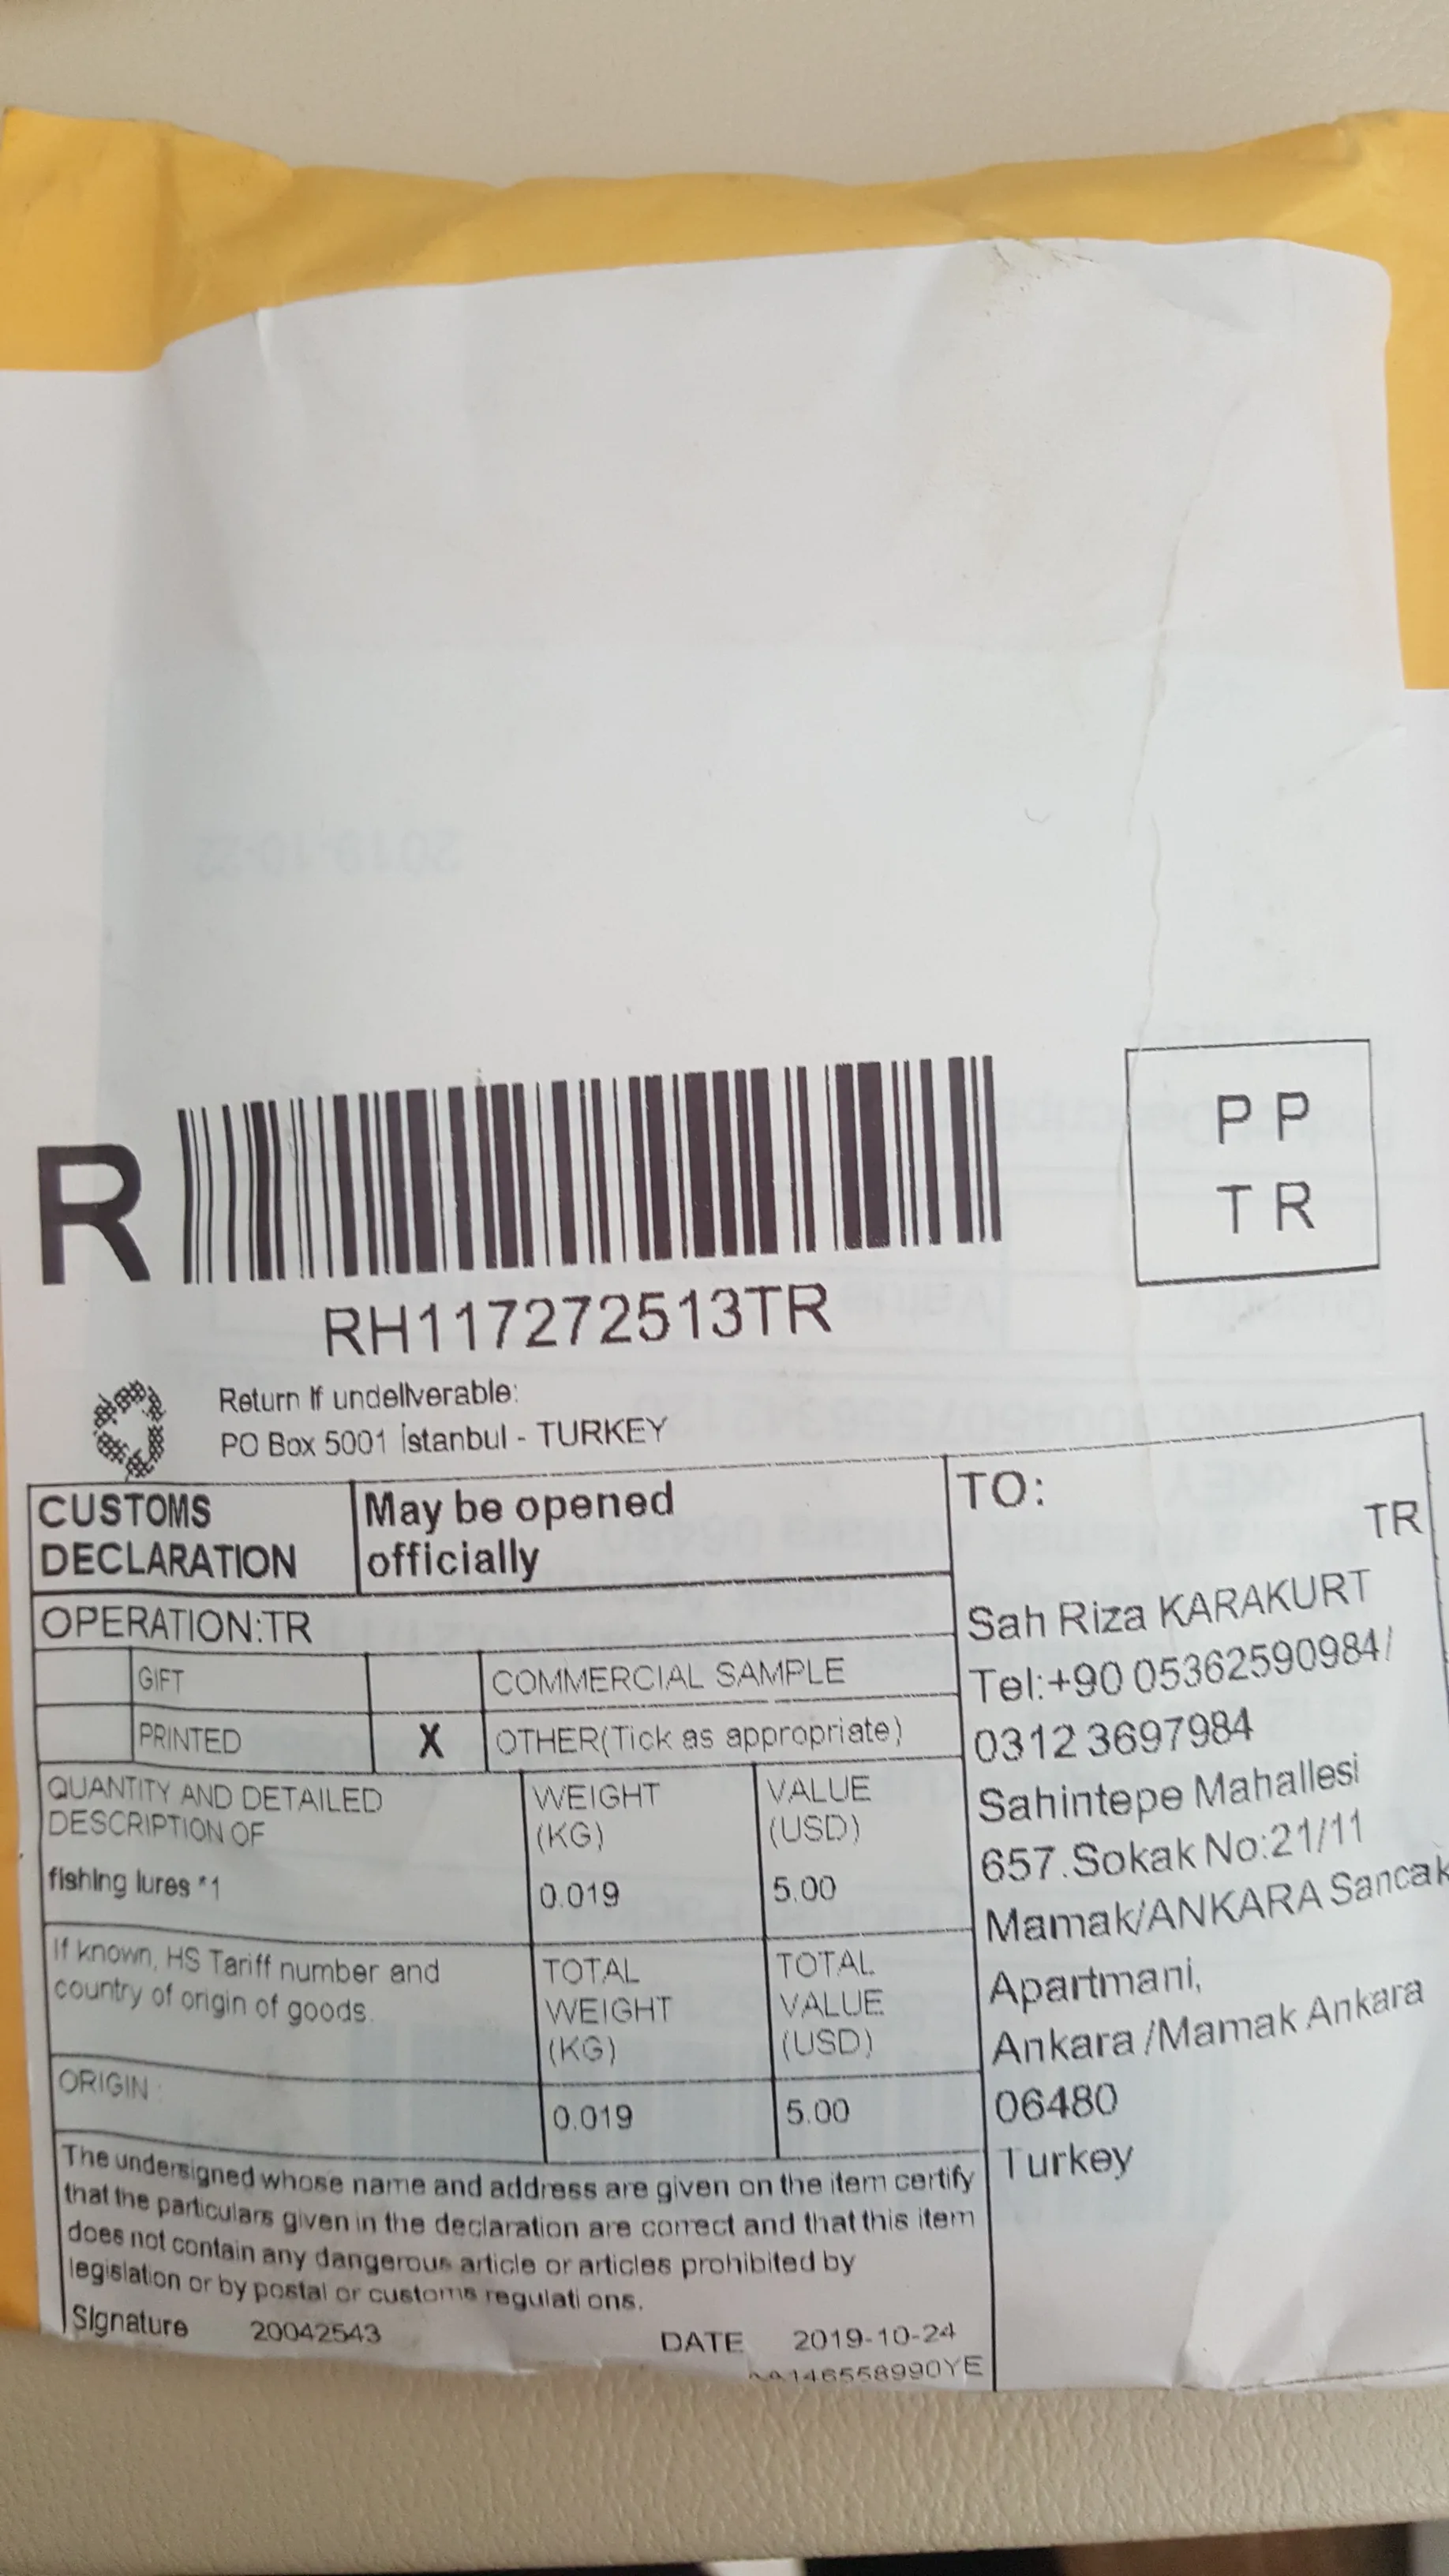 R
P P
T R
RH117272513TR
Return If undeliverable:
PO Box 5001 İstanbul - TURKEY
CUSTOMS
DECLARATION
May be opened
officially
OPERATION:TR
GIFT
COMMERCIAL SAMPLE
PRINTED
X
OTHER(Tick as appropriate)
QUANTITY AND DETAILED
DESCRIPTION OF
WEIGHT
(KG)
VALUE
(USD)
fishing lures *1
0.019
5.00
If known, HS Tariff number and
country of origin of goods.
TOTAL
WEIGHT
(KG)
TOTAL
VALUE
(USD)
ORIGIN :
0.019
5.00
The undersigned whose name and address are given on the item certify
that the particulars given in the declaration are correct and that this item
does not contain any dangerous article or articles prohibited by
legislation or by postal or customs regulati ons.
Signature 20042543
DATE 2019-10-24
AA146558990YE
TO:
TR
Sah Riza KARAKURT
Tel:+90 05362590984/
0312 3697984
Sahintepe Mahallesi
657.Sokak No:21/11
Mamak/ANKARA Sancak
Apartmani,
Ankara /Mamak Ankara
06480
Turkey